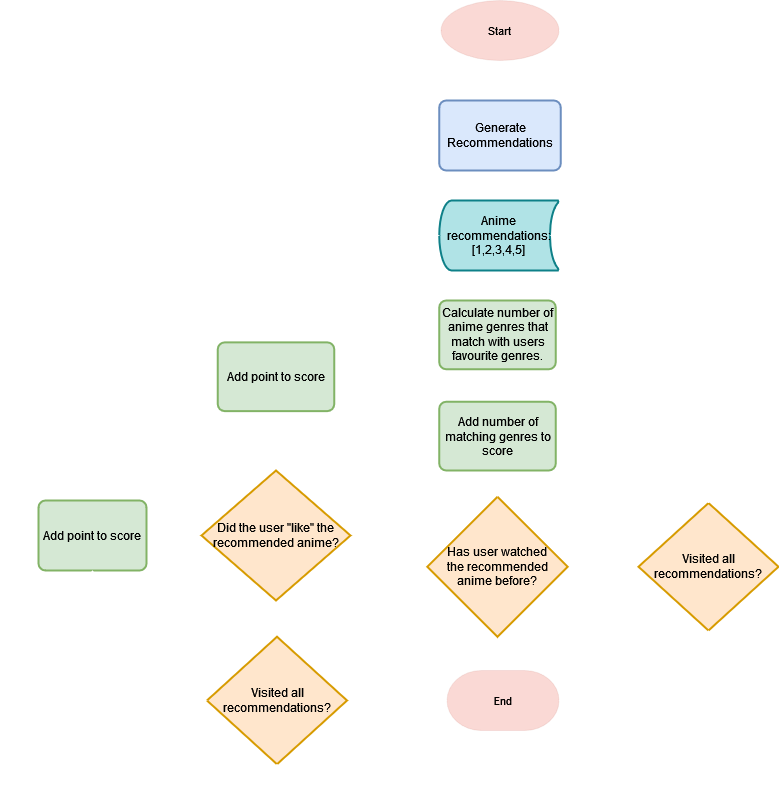 Start
Generate
Recommendations
Anime
recommendations:
[1,2,3,4,5]
Calculate number of
anime genres that
match with users
favourite genres.
Add point to score
Add number of
matching genres to
score
Add point to score
Did the user "like" the
recommended anime?
Has user watched
the recommended
anime before?
Visited all
recommendations?
Visited all
recommendations?
End